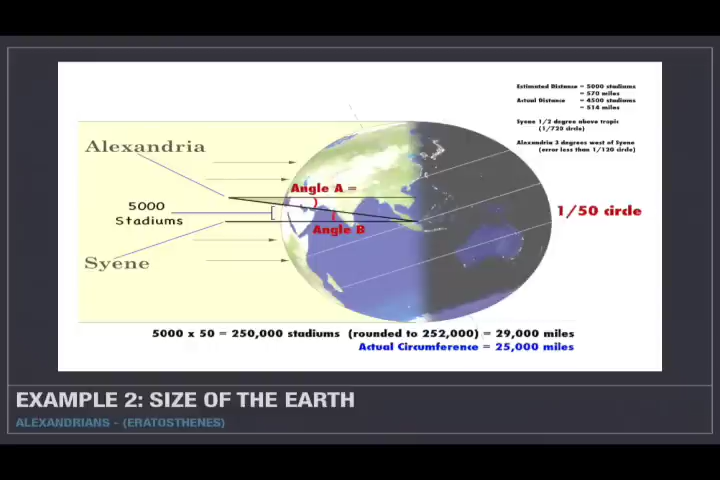 Estimated Distance = 5000 stadiums
= 570 miles
Actual Distance = 4500 stadiums
= 514 miles
Syene 1/2 degree above tropic
(1/720 circle)
Alexandria 3 degrees west of Syene
(error less than 1/120 circle)
Alexandria
Angle A =
5000
Stadiums
1/50 circle
Angle B
Syene
5000 x 50 = 250,000 stadiums (rounded to 252,000) = 29,000 miles
Actual Circumference = 25,000 miles
EXAMPLE 2: SIZE OF THE EARTH
ALEXANDRIANS - (ERATOSTHENES)